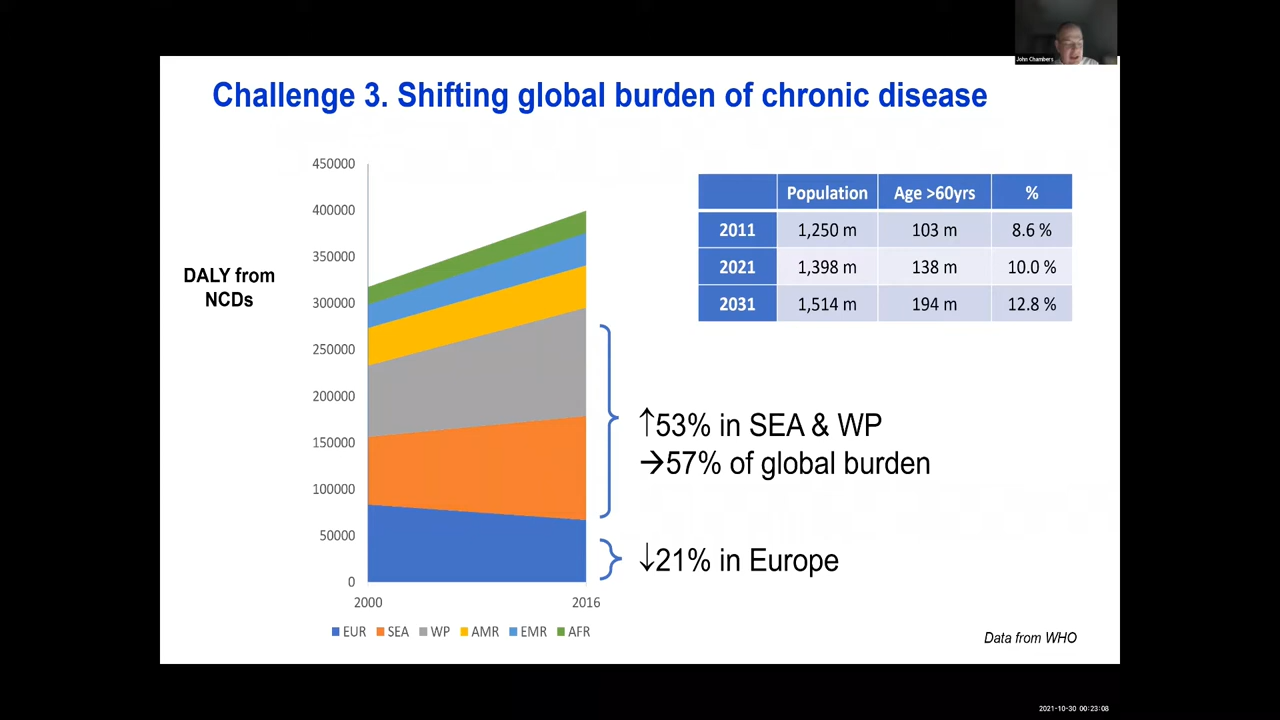 John Chambers
Challenge 3. Shifting global burden of chronic disease
DALY from
NCDs
450000
400000
350000
300000
250000
200000
150000
100000
50000
0
2000 2016
EUR SEA WP AMR EMR AFR
Population Age >60yrs %
2011 1,250 m 103 m 8.6 %
2021 1,398 m 138 m 10.0 %
2031 1,514 m 194 m 12.8 %
↑53% in SEA & WP
→57% of global burden
↓21% in Europe
Data from WHO
2021-10-30 00:23:08